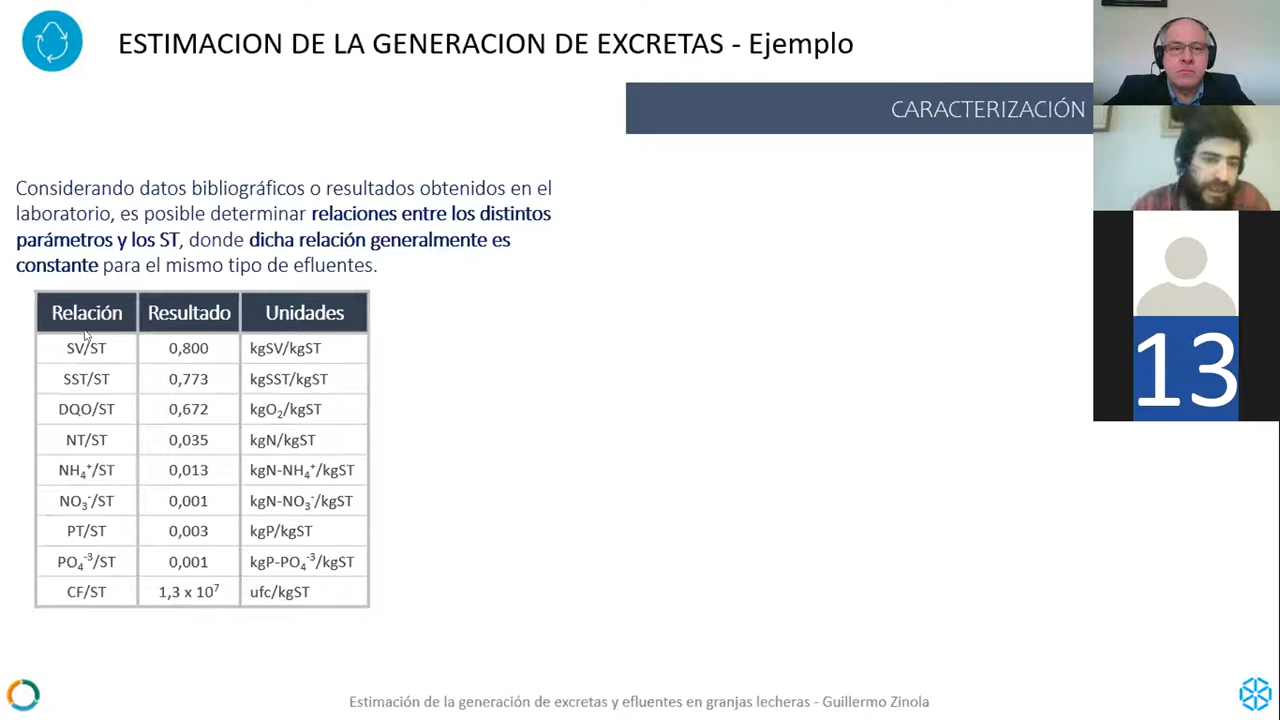 ESTIMACION DE LA GENERACION DE EXCRETAS - Ejemplo
CARACTERIZACIÓN
Considerando datos bibliográficos o resultados obtenidos en el
laboratorio, es posible determinar relaciones entre los distintos
parámetros y los ST, donde dicha relación generalmente es
constante para el mismo tipo de efluentes.
Relación Resultado Unidades
SV/ST 0,800 kgSV/kgST
SST/ST 0,773 kgSST/kgST
DQO/ST 0,672 kgO₂/kgST
NT/ST 0,035 kgN/kgST
NH₄⁺/ST 0,013 kgN-NH₄⁺/kgST
NO₃⁻/ST 0,001 kgN-NO₃⁻/kgST
PT/ST 0,003 kgP/kgST
PO₄⁻³/ST 0,001 kgP-PO₄⁻³/kgST
CF/ST 1,3 x 10⁷ ufc/kgST
13
Estimación de la generación de excretas y efluentes en granjas lecheras - Guillermo Zinola